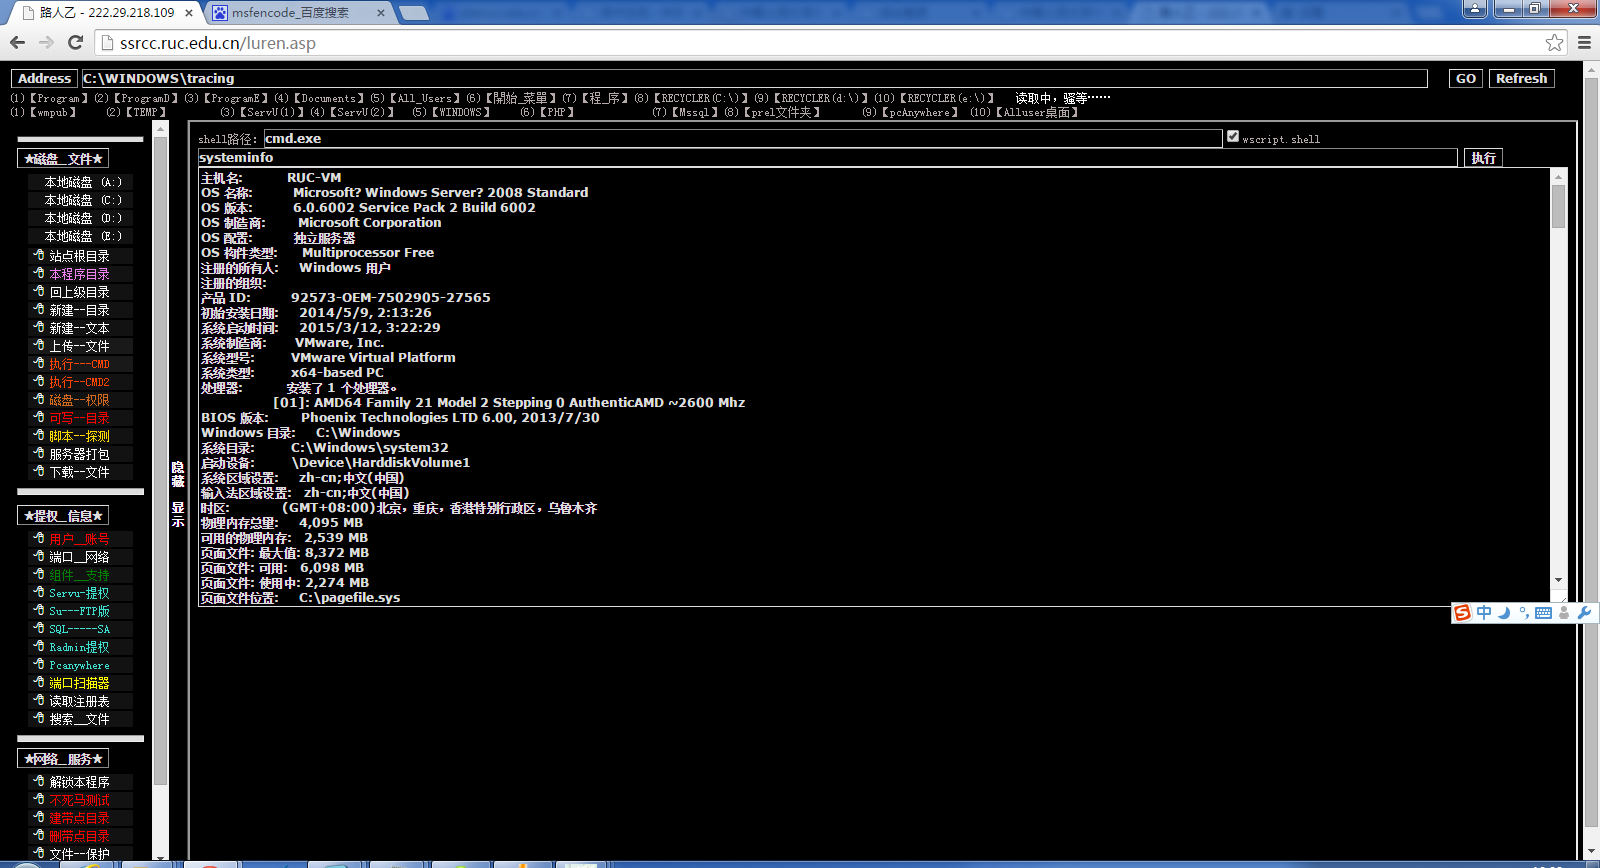 路人乙 - 222.29.218.109
msfencode_百度搜索
ssrcc.ruc.edu.cn/luren.asp
Address C:\WINDOWS\tracing GO Refresh
(1)【Program】(2)【ProgramD】(3)【ProgramE】(4)【Documents】(5)【All_Users】(6)【開始_菜單】(7)【程_序】(8)【RECYCLER(C:\)】(9)【RECYCLER(d:\)】(10)【RECYCLER(e:\)】 读取中，骚等……
(1)【wmpub】 (2)【TEMP】 (3)【ServU(1)】(4)【ServU(2)】 (5)【WINDOWS】 (6)【PHP】 (7)【Mssql】(8)【prel文件夹】 (9)【pcAnywhere】 (10)【Alluser桌面】
★磁盘__文件★
本地磁盘 (A:)
本地磁盘 (C:)
本地磁盘 (D:)
本地磁盘 (E:)
站点根目录
本程序目录
回上级目录
新建--目录
新建--文本
上传--文件
执行---CMD
执行--CMD2
磁盘--权限
可写--目录
脚本--探测
服务器打包
下载--文件
★提权__信息★
用户__账号
端口__网络
组件__支持
Servu-提权
Su---FTP版
SQL-----SA
Radmin提权
Pcanywhere
端口扫描器
读取注册表
搜索__文件
★网络__服务★
解锁本程序
不死马测试
建带点目录
删带点目录
文件--保护
隐藏
显示
shell路径: cmd.exe wscript.shell
systeminfo 执行
主机名: RUC-VM
OS 名称: Microsoft? Windows Server? 2008 Standard
OS 版本: 6.0.6002 Service Pack 2 Build 6002
OS 制造商: Microsoft Corporation
OS 配置: 独立服务器
OS 构件类型: Multiprocessor Free
注册的所有人: Windows 用户
注册的组织:
产品 ID: 92573-OEM-7502905-27565
初始安装日期: 2014/5/9, 2:13:26
系统启动时间: 2015/3/12, 3:22:29
系统制造商: VMware, Inc.
系统型号: VMware Virtual Platform
系统类型: x64-based PC
处理器: 安装了 1 个处理器。
[01]: AMD64 Family 21 Model 2 Stepping 0 AuthenticAMD ~2600 Mhz
BIOS 版本: Phoenix Technologies LTD 6.00, 2013/7/30
Windows 目录: C:\Windows
系统目录: C:\Windows\system32
启动设备: \Device\HarddiskVolume1
系统区域设置: zh-cn;中文(中国)
输入法区域设置: zh-cn;中文(中国)
时区: (GMT+08:00)北京，重庆，香港特别行政区，乌鲁木齐
物理内存总量: 4,095 MB
可用的物理内存: 2,539 MB
页面文件: 最大值: 8,372 MB
页面文件: 可用: 6,098 MB
页面文件: 使用中: 2,274 MB
页面文件位置: C:\pagefile.sys
中